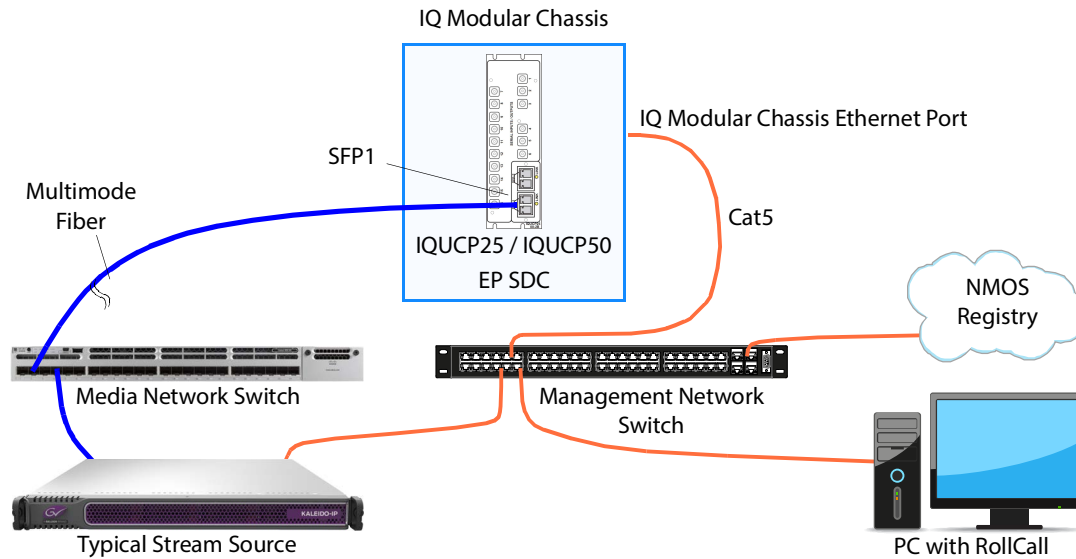 IQ Modular Chassis
IQ Modular Chassis Ethernet Port
SFP1
Multimode
Fiber
Cat5
IQUCP25 / IQUCP50
EP SDC
NMOS
Registry
Media Network Switch
Management Network
Switch
KALEIDO-IP
Typical Stream Source
PC with RollCall